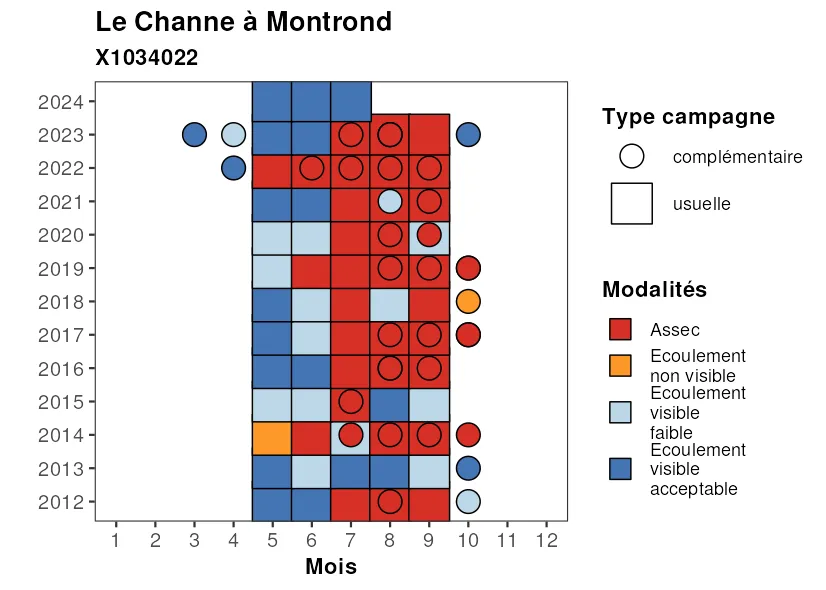 Le Channe à Montrond
X1034022
2024
2023
2022
2021
2020
2019
2018
2017
2016
2015
2014
2013
2012
1 2 3 4 5 6 7 8 9 10 11 12
Mois
Type campagne
complémentaire
usuelle
Modalités
Assec
Ecoulement
non visible
Ecoulement
visible
faible
Ecoulement
visible
acceptable